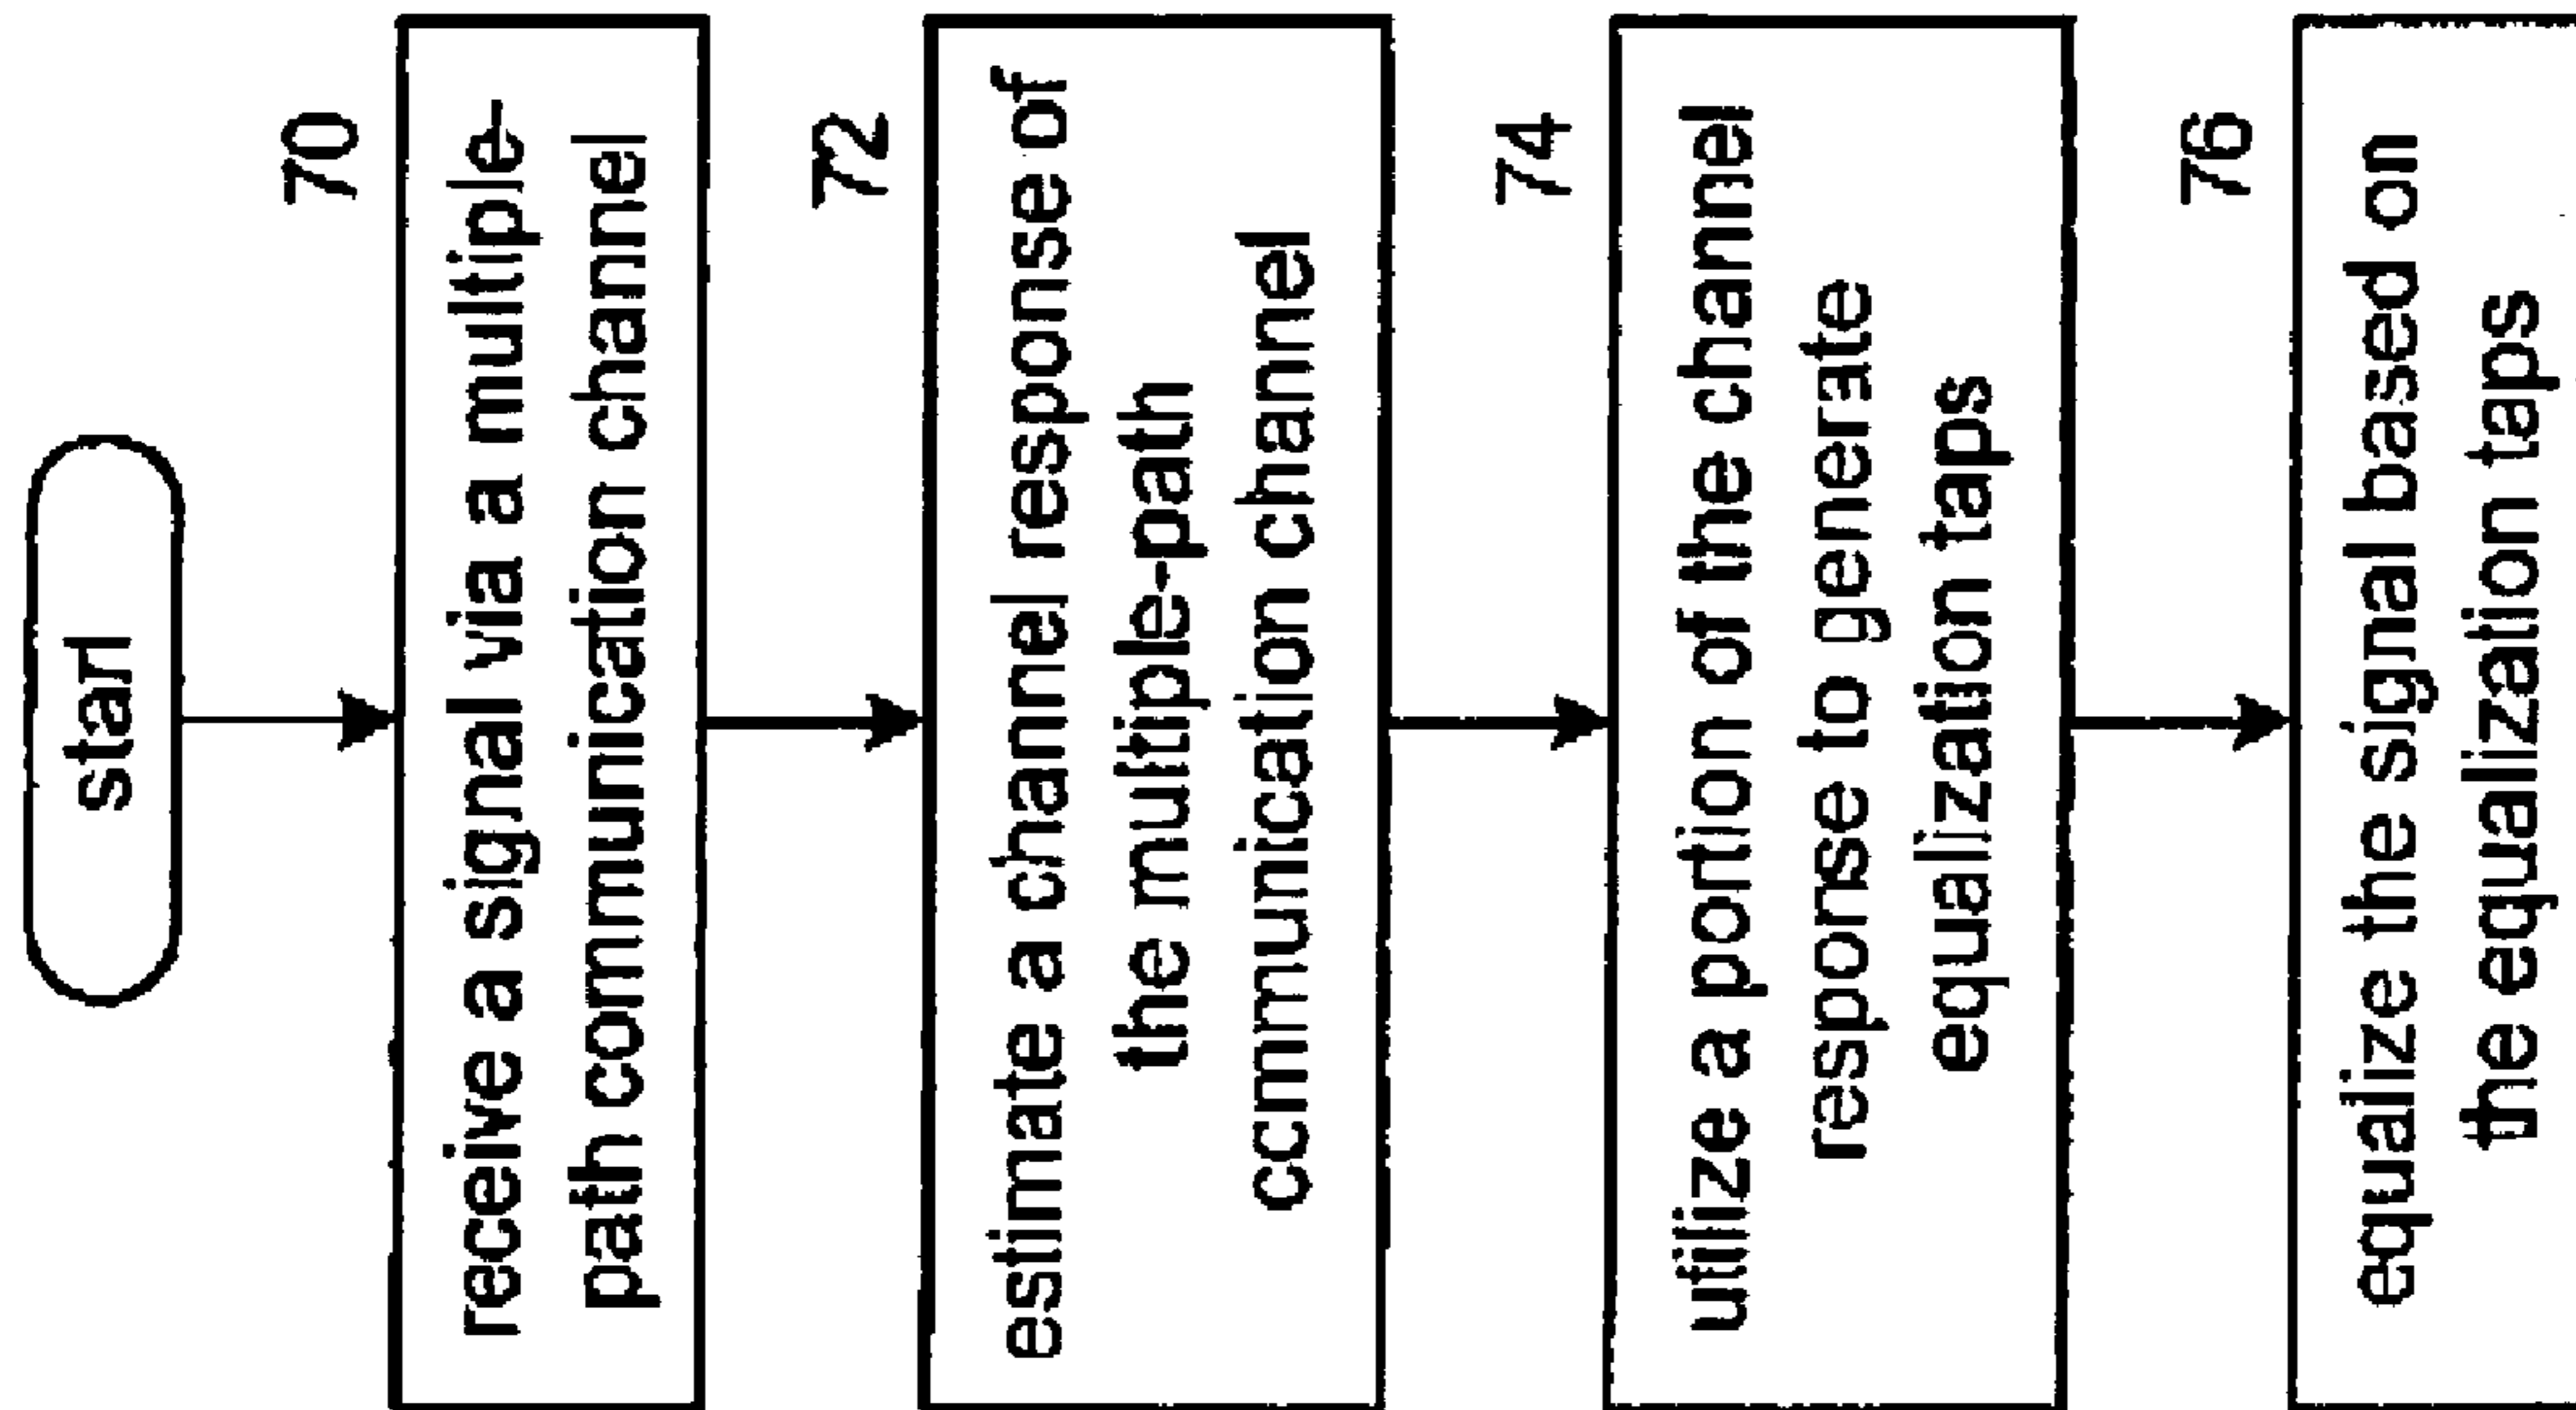 start
70
receive a signal via a multiple-
path communication channel
72
estimate a channel response of
the multiple-path
communication channel
74
utilize a portion of the channel
response to generate
equalization taps
76
equalize the signal based on
the equalization taps